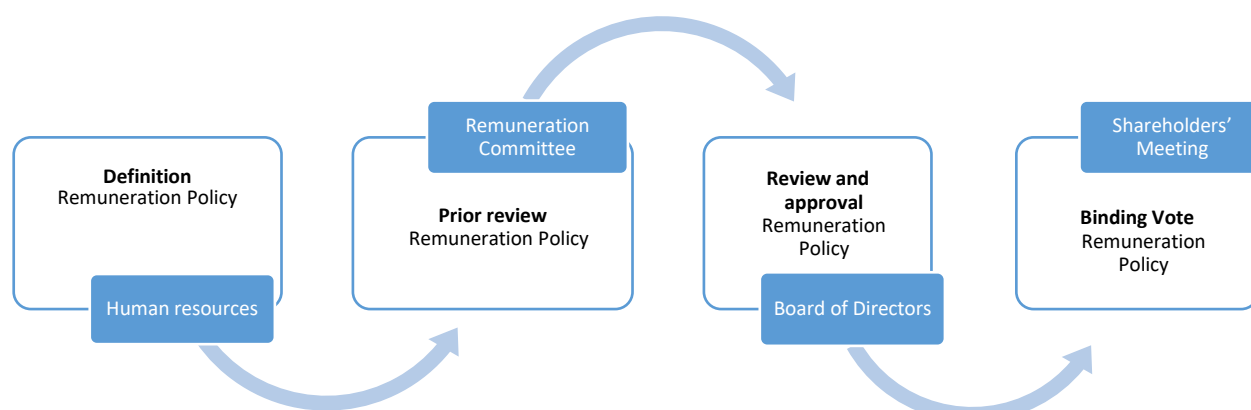 Definition
Remuneration Policy
Human resources
Remuneration
Committee
Prior review
Remuneration Policy
Review and
approval
Remuneration
Policy
Board of Directors
Shareholders’
Meeting
Binding Vote
Remuneration
Policy